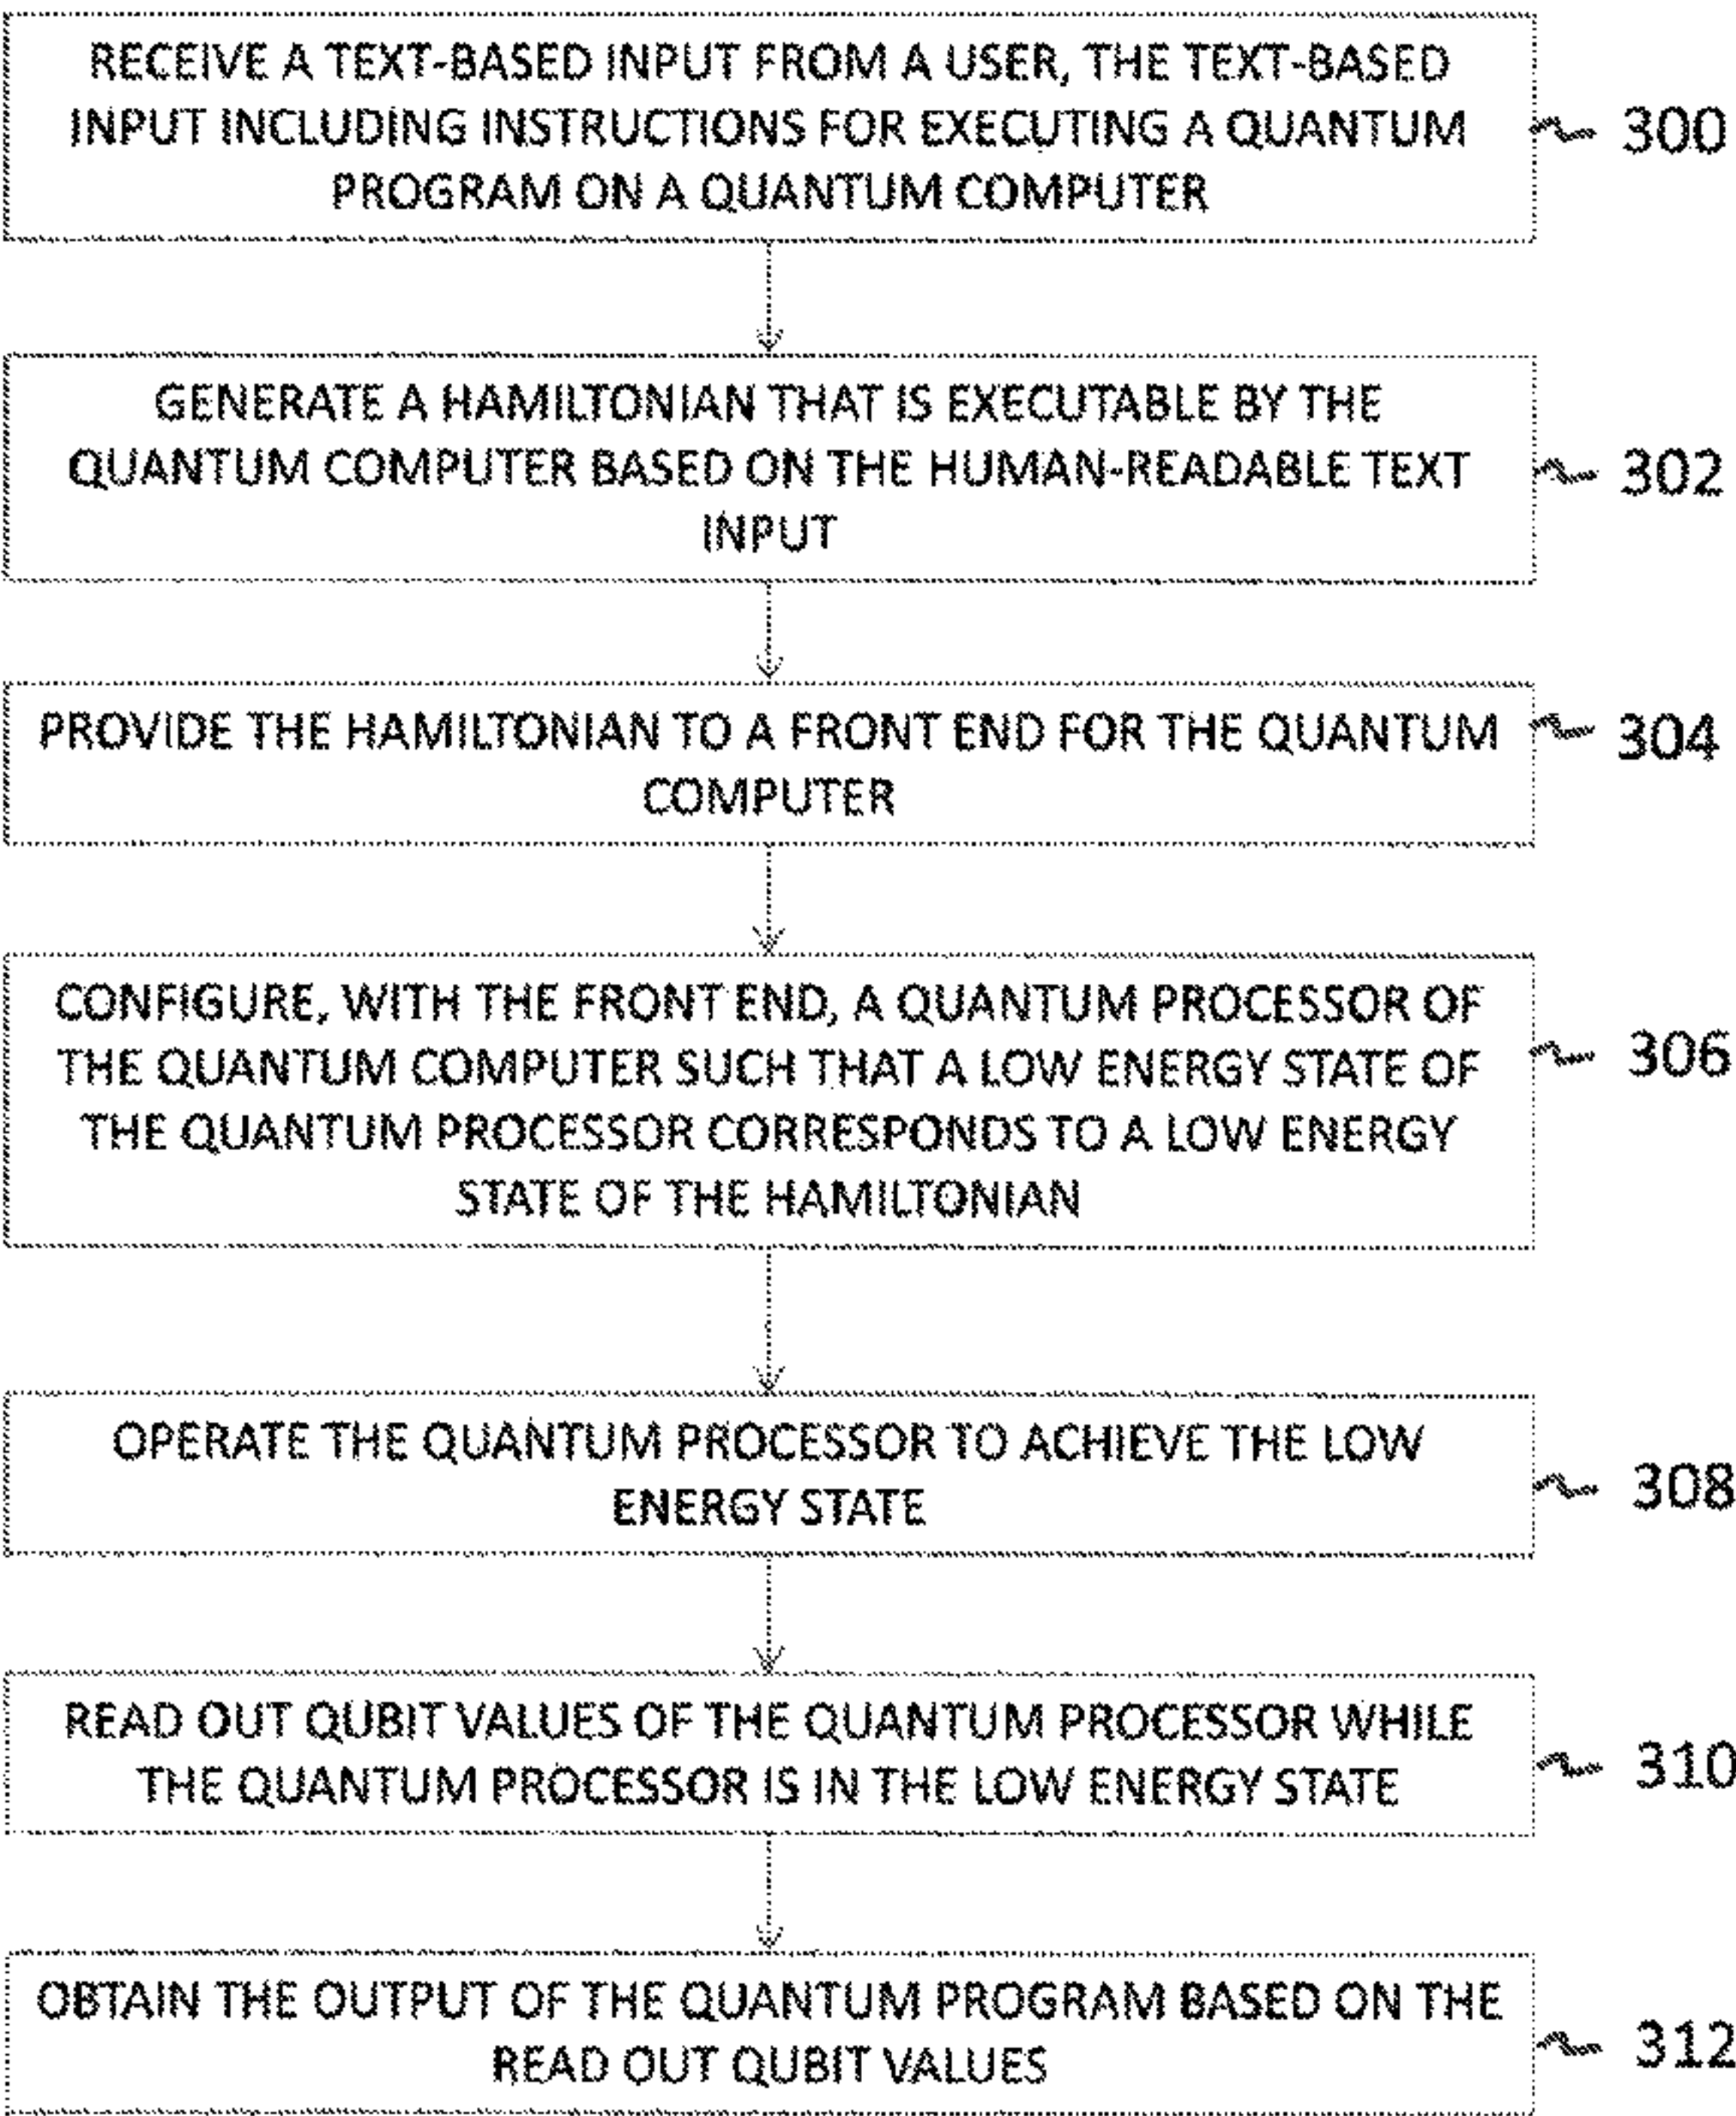 RECEIVE A TEXT-BASED INPUT FROM A USER, THE TEXT-BASED
INPUT INCLUDING INSTRUCTIONS FOR EXECUTING A QUANTUM
PROGRAM ON A QUANTUM COMPUTER
300
GENERATE A HAMILTONIAN THAT IS EXECUTABLE BY THE
QUANTUM COMPUTER BASED ON THE HUMAN-READABLE TEXT
INPUT
302
PROVIDE THE HAMILTONIAN TO A FRONT END FOR THE QUANTUM
COMPUTER
304
CONFIGURE, WITH THE FRONT END, A QUANTUM PROCESSOR OF
THE QUANTUM COMPUTER SUCH THAT A LOW ENERGY STATE OF
THE QUANTUM PROCESSOR CORRESPONDS TO A LOW ENERGY
STATE OF THE HAMILTONIAN
306
OPERATE THE QUANTUM PROCESSOR TO ACHIEVE THE LOW
ENERGY STATE
308
READ OUT QUBIT VALUES OF THE QUANTUM PROCESSOR WHILE
THE QUANTUM PROCESSOR IS IN THE LOW ENERGY STATE
310
OBTAIN THE OUTPUT OF THE QUANTUM PROGRAM BASED ON THE
READ OUT QUBIT VALUES
312